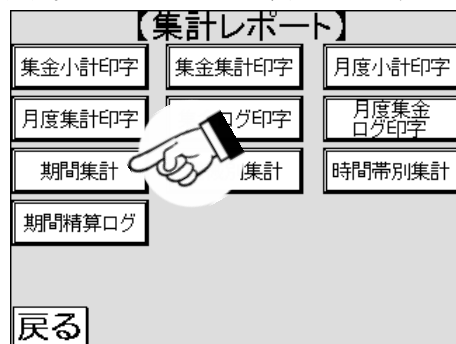 【集計レポート】
集金小計印字
集金集計印字
月度小計印字
月度集計印字
ログ印字
月度集金
ログ印字
期間集計
集計
時間帯別集計
期間精算ログ
戻る